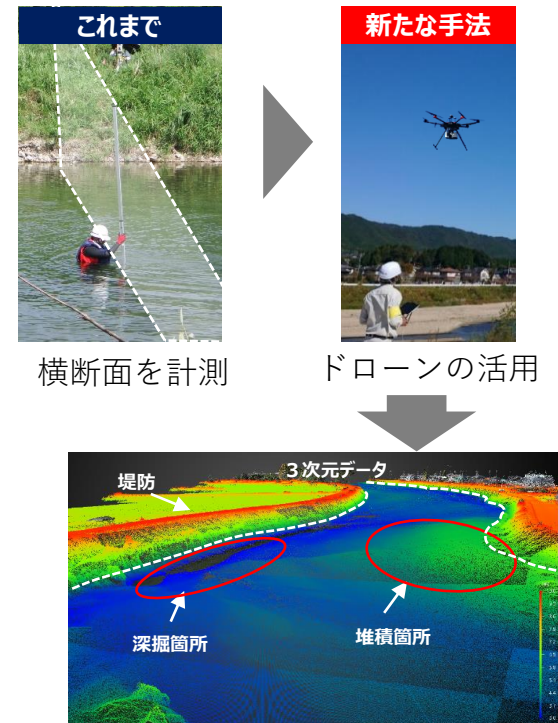 これまで
新たな手法
横断面を計測
ドローンの活用
3次元データ
堤防
深掘箇所
堆積箇所